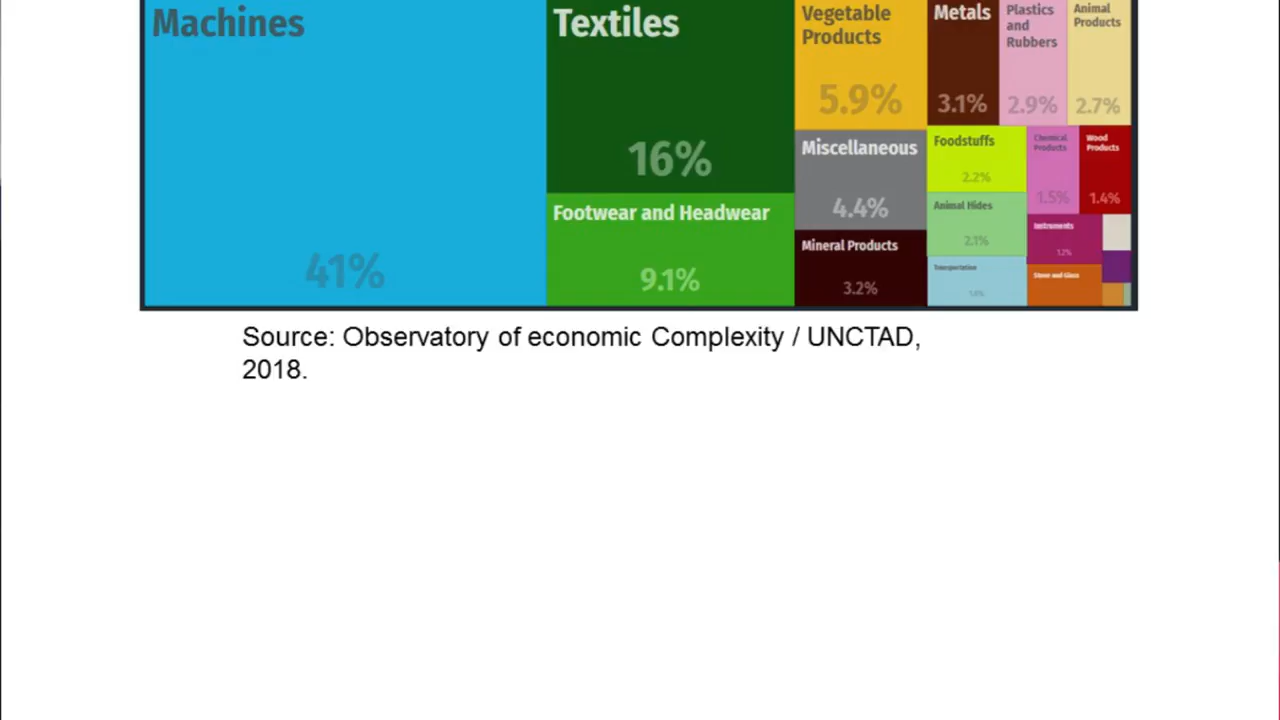 Machines
41%
Textiles
16%
Footwear and Headwear
9.1%
Vegetable
Products
5.9%
Miscellaneous
4.4%
Mineral Products
3.2%
Metals
3.1%
Plastics
and
Rubbers
2.9%
Animal
Products
2.7%
Foodstuffs
2.2%
Animal Hides
2.1%
Transportation
Chemical
Products
1.5%
Wood
Products
1.4%
Instruments
1.2%
Stone and Glass
Source: Observatory of economic Complexity / UNCTAD,
2018.